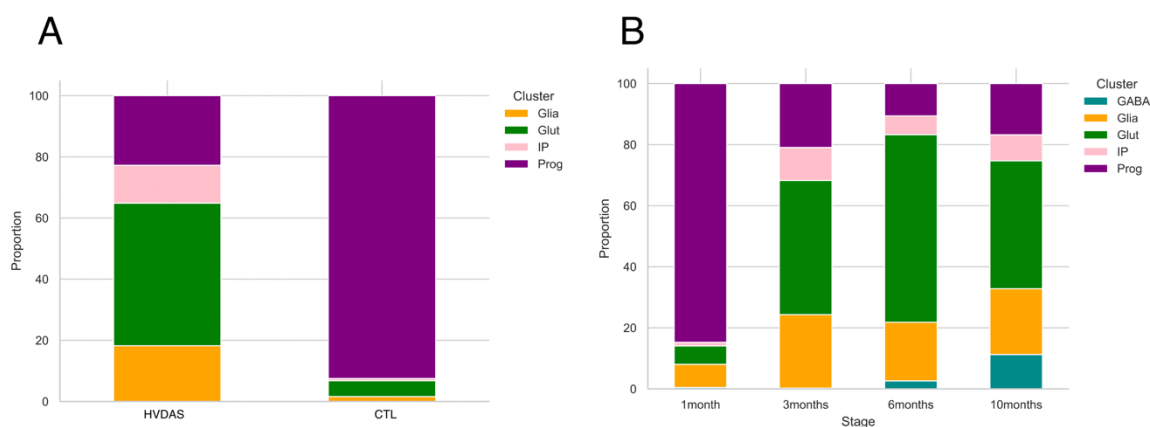 A
Proportion
100
80
60
40
20
0
HVDAS
CTL
Cluster
Glia
Glut
IP
Prog
B
Proportion
100
80
60
40
20
0
1month
3months
6months
10months
Stage
Cluster
GABA
Glia
Glut
IP
Prog